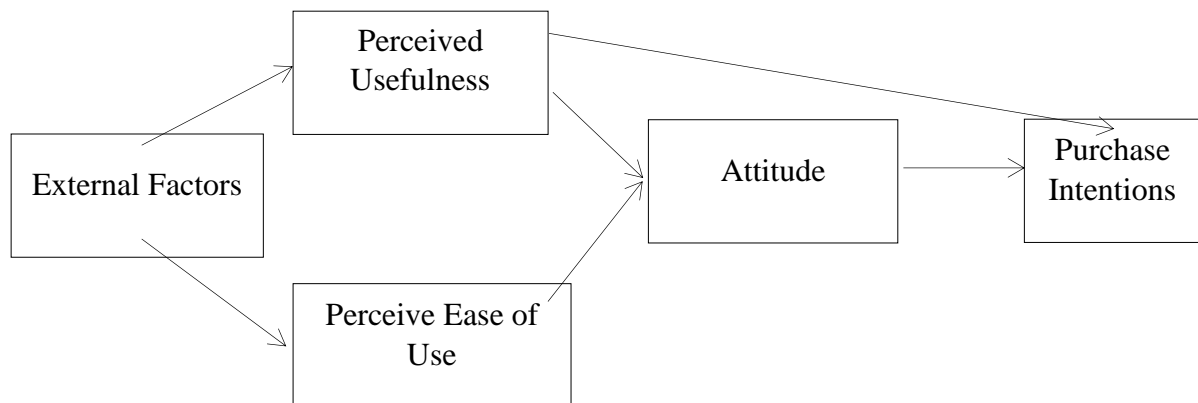 Perceived
Usefulness
External Factors
Attitude
Purchase
Intentions
Perceive Ease of
Use